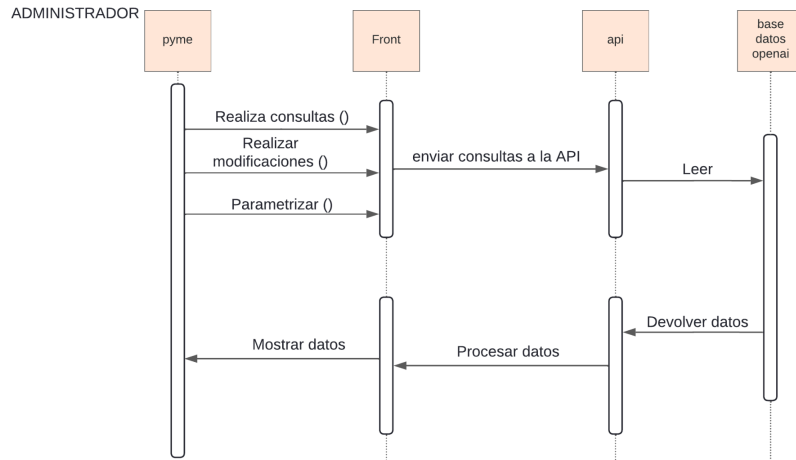 ADMINISTRADOR
pyme
Front
api
base
datos
openai
Realiza consultas ()
Realizar
modificaciones ()
enviar consultas a la API
Leer
Parametrizar ()
Devolver datos
Mostrar datos
Procesar datos